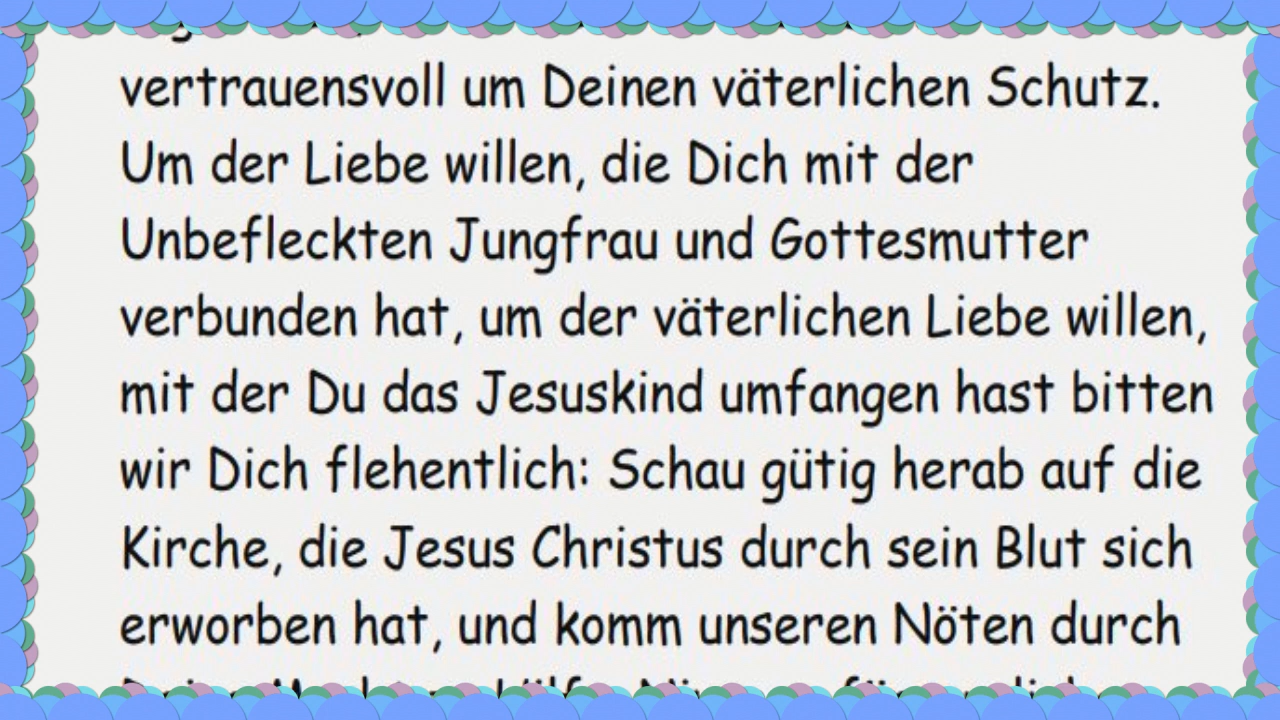 vertrauensvoll um Deinen väterlichen Schutz.
Um der Liebe willen, die Dich mit der
Unbefleckten Jungfrau und Gottesmutter
verbunden hat, um der väterlichen Liebe willen,
mit der Du das Jesuskind umfangen hast bitten
wir Dich flehentlich: Schau gütig herab auf die
Kirche, die Jesus Christus durch sein Blut sich
erworben hat, und komm unseren Nöten durch